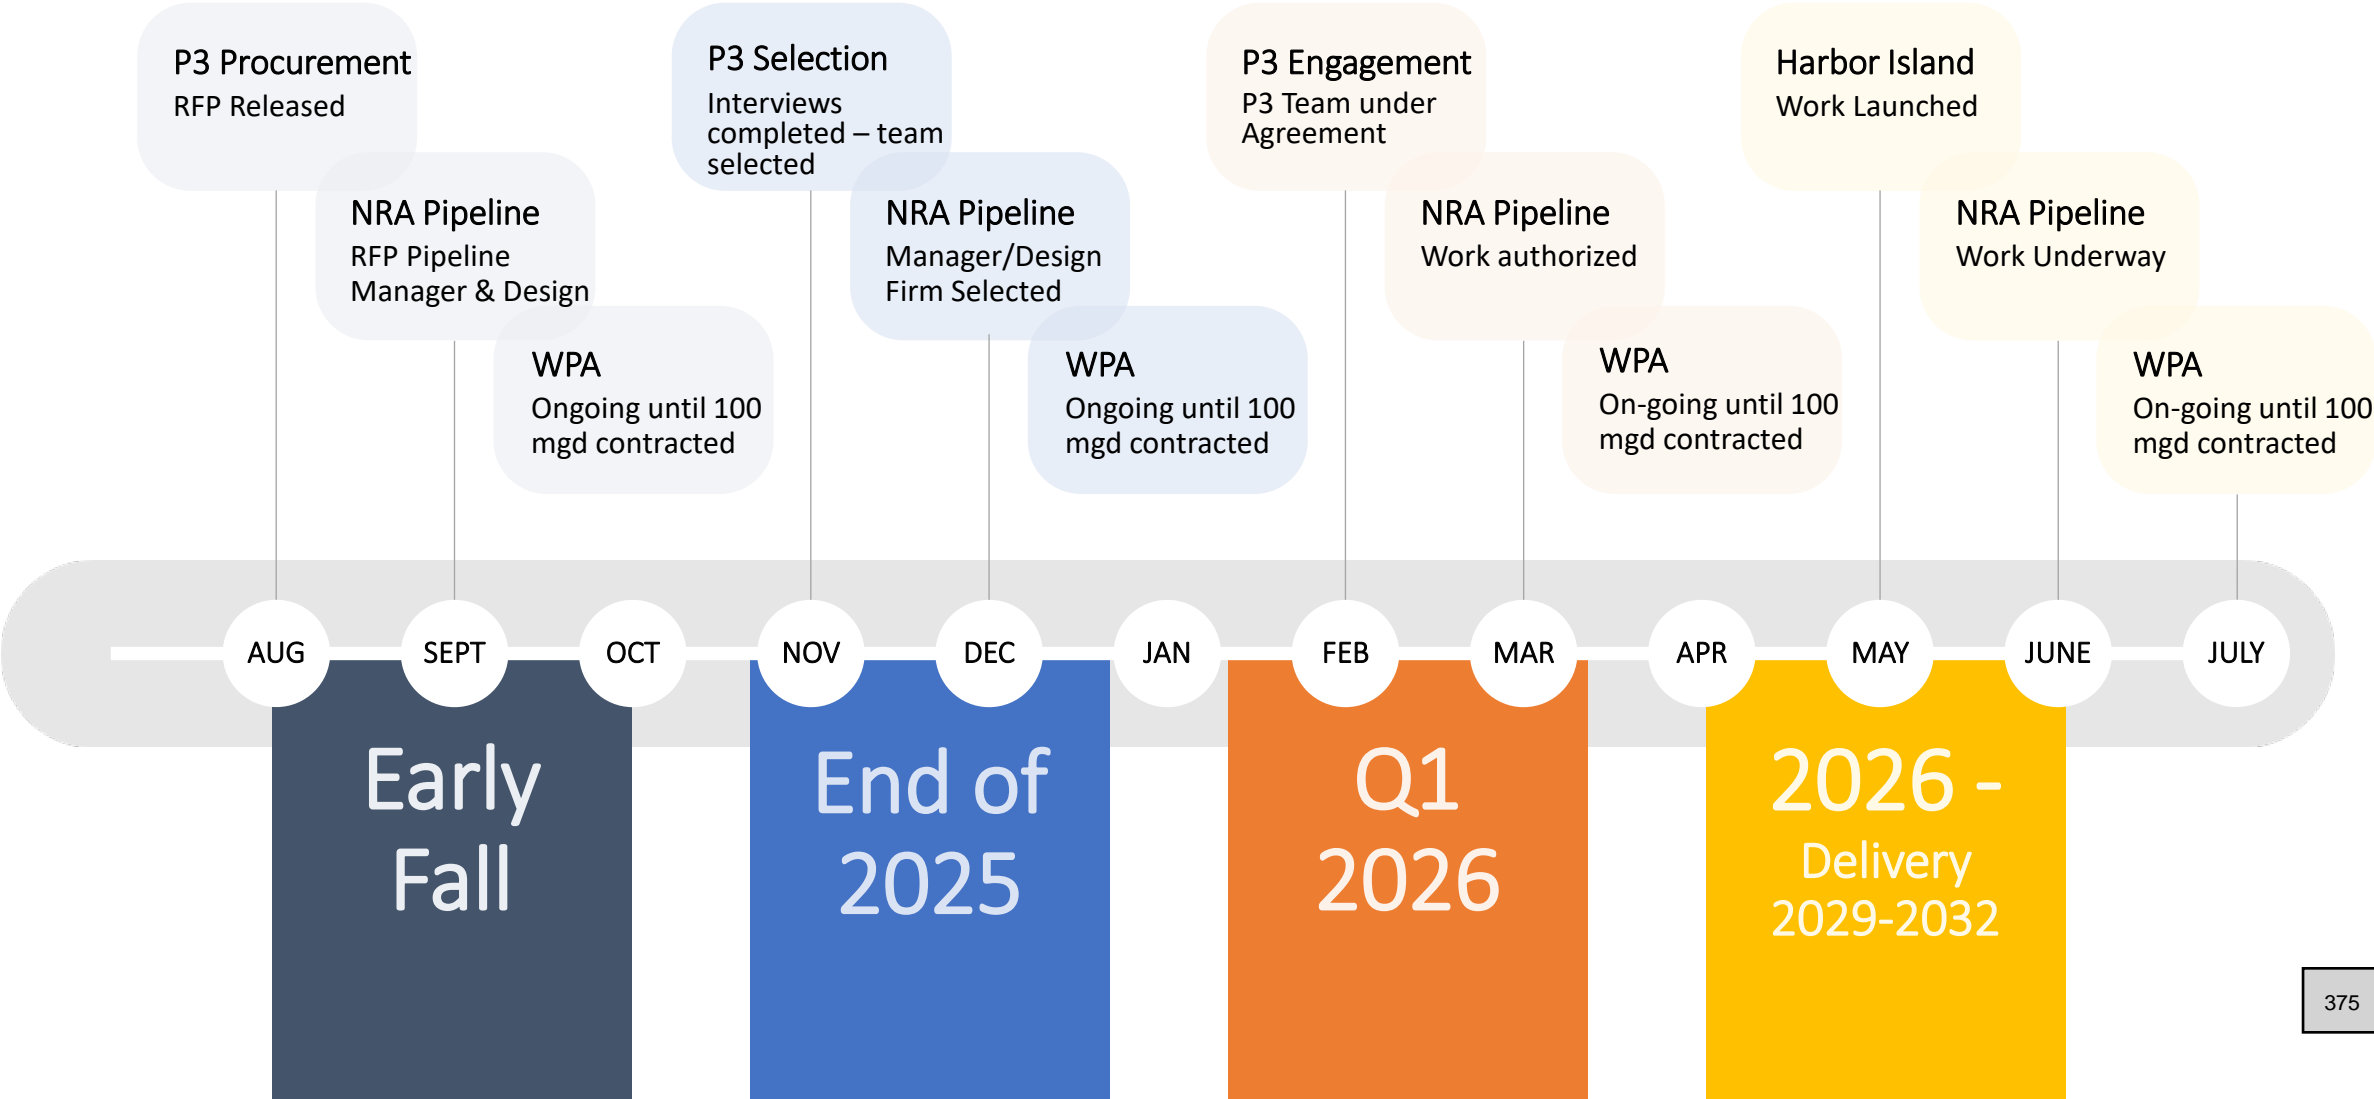 P3 Procurement
RFP Released
NRA Pipeline
RFP Pipeline
Manager & Design
WPA
Ongoing until 100
mgd contracted
P3 Selection
Interviews
completed – team
selected
NRA Pipeline
Manager/Design
Firm Selected
WPA
Ongoing until 100
mgd contracted
P3 Engagement
P3 Team under
Agreement
NRA Pipeline
Work authorized
WPA
On-going until 100
mgd contracted
Harbor Island
Work Launched
NRA Pipeline
Work Underway
WPA
On-going until 100
mgd contracted
AUG
SEPT
OCT
NOV
DEC
JAN
FEB
MAR
APR
MAY
JUNE
JULY
Early
Fall
End of
2025
Q1
2026
2026 -
Delivery
2029-2032
375